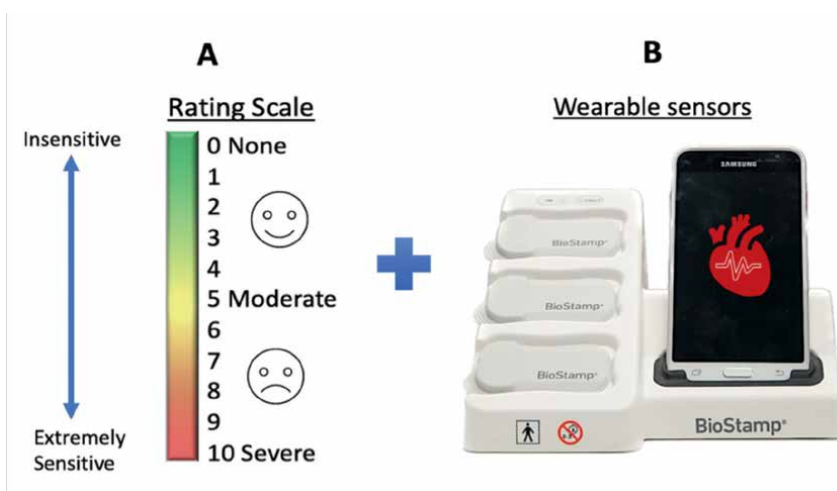 A
B
Rating Scale
Wearable sensors
Insensitive
0 None
1
2
3
4
5 Moderate
6
7
8
9
10 Severe
Extremely
Sensitive
SAMSUNG
BioStamp
BioStamp
BioStamp
BioStamp